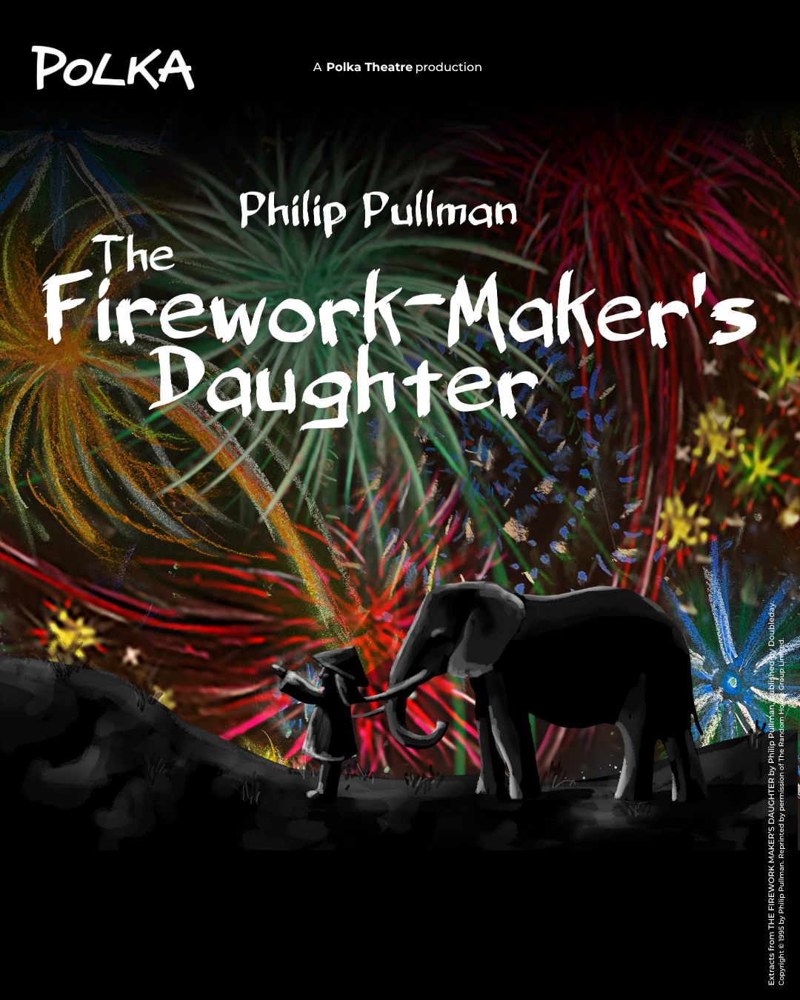 POLKA
A Polka Theatre production
Philip Pullman
The
Firework-Maker's
Daughter
Extracts from THE FIREWORK MAKER'S DAUGHTER by Philip Pullman, published by Doubleday.
Copyright © 1995 by Philip Pullman. Reprinted by permission of The Random House Group Limited.